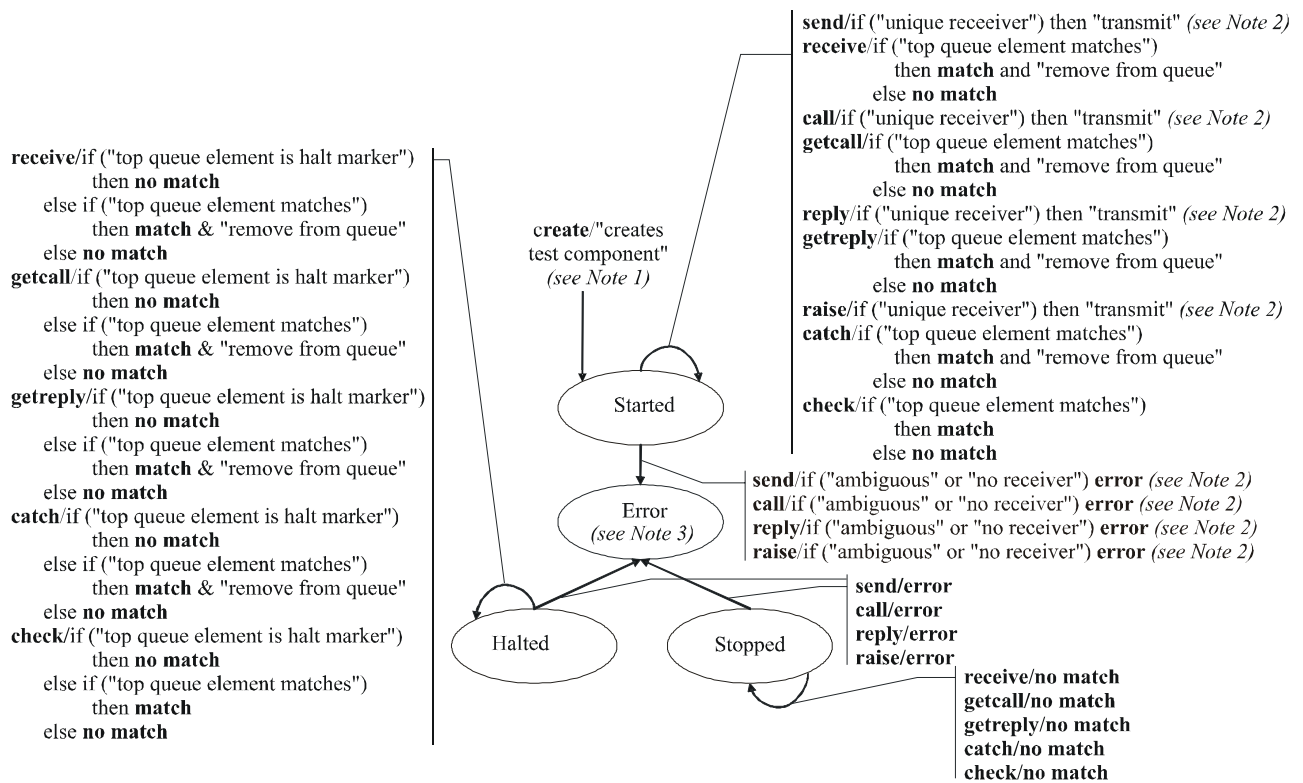 send/if ("unique receeiver") then "transmit" (see Note 2)
receive/if ("top queue element matches")
then match and "remove from queue"
else no match
call/if ("unique receiver") then "transmit" (see Note 2)
getcall/if ("top queue element matches")
then match and "remove from queue"
else no match
reply/if ("unique receiver") then "transmit" (see Note 2)
getreply/if ("top queue element matches")
then match and "remove from queue"
else no match
raise/if ("unique receiver") then "transmit" (see Note 2)
catch/if ("top queue element matches")
then match and "remove from queue"
else no match
check/if ("top queue element matches")
then match
else no match
receive/if ("top queue element is halt marker")
then no match
else if ("top queue element matches")
then match & "remove from queue"
else no match
getcall/if ("top queue element is halt marker")
then no match
else if ("top queue element matches")
then match & "remove from queue"
else no match
getreply/if ("top queue element is halt marker")
then no match
else if ("top queue element matches")
then match & "remove from queue"
else no match
catch/if ("top queue element is halt marker")
then no match
else if ("top queue element matches")
then match & "remove from queue"
else no match
check/if ("top queue element is halt marker")
then no match
else if ("top queue element matches")
then match
else no match
create/"creates
test component"
(see Note 1)
Started
Error
(see Note 3)
send/if ("ambiguous" or "no receiver") error (see Note 2)
call/if ("ambiguous" or "no receiver") error (see Note 2)
reply/if ("ambiguous" or "no receiver") error (see Note 2)
raise/if ("ambiguous" or "no receiver") error (see Note 2)
Halted
Stopped
send/error
call/error
reply/error
raise/error
receive/no match
getcall/no match
getreply/no match
catch/no match
check/no match